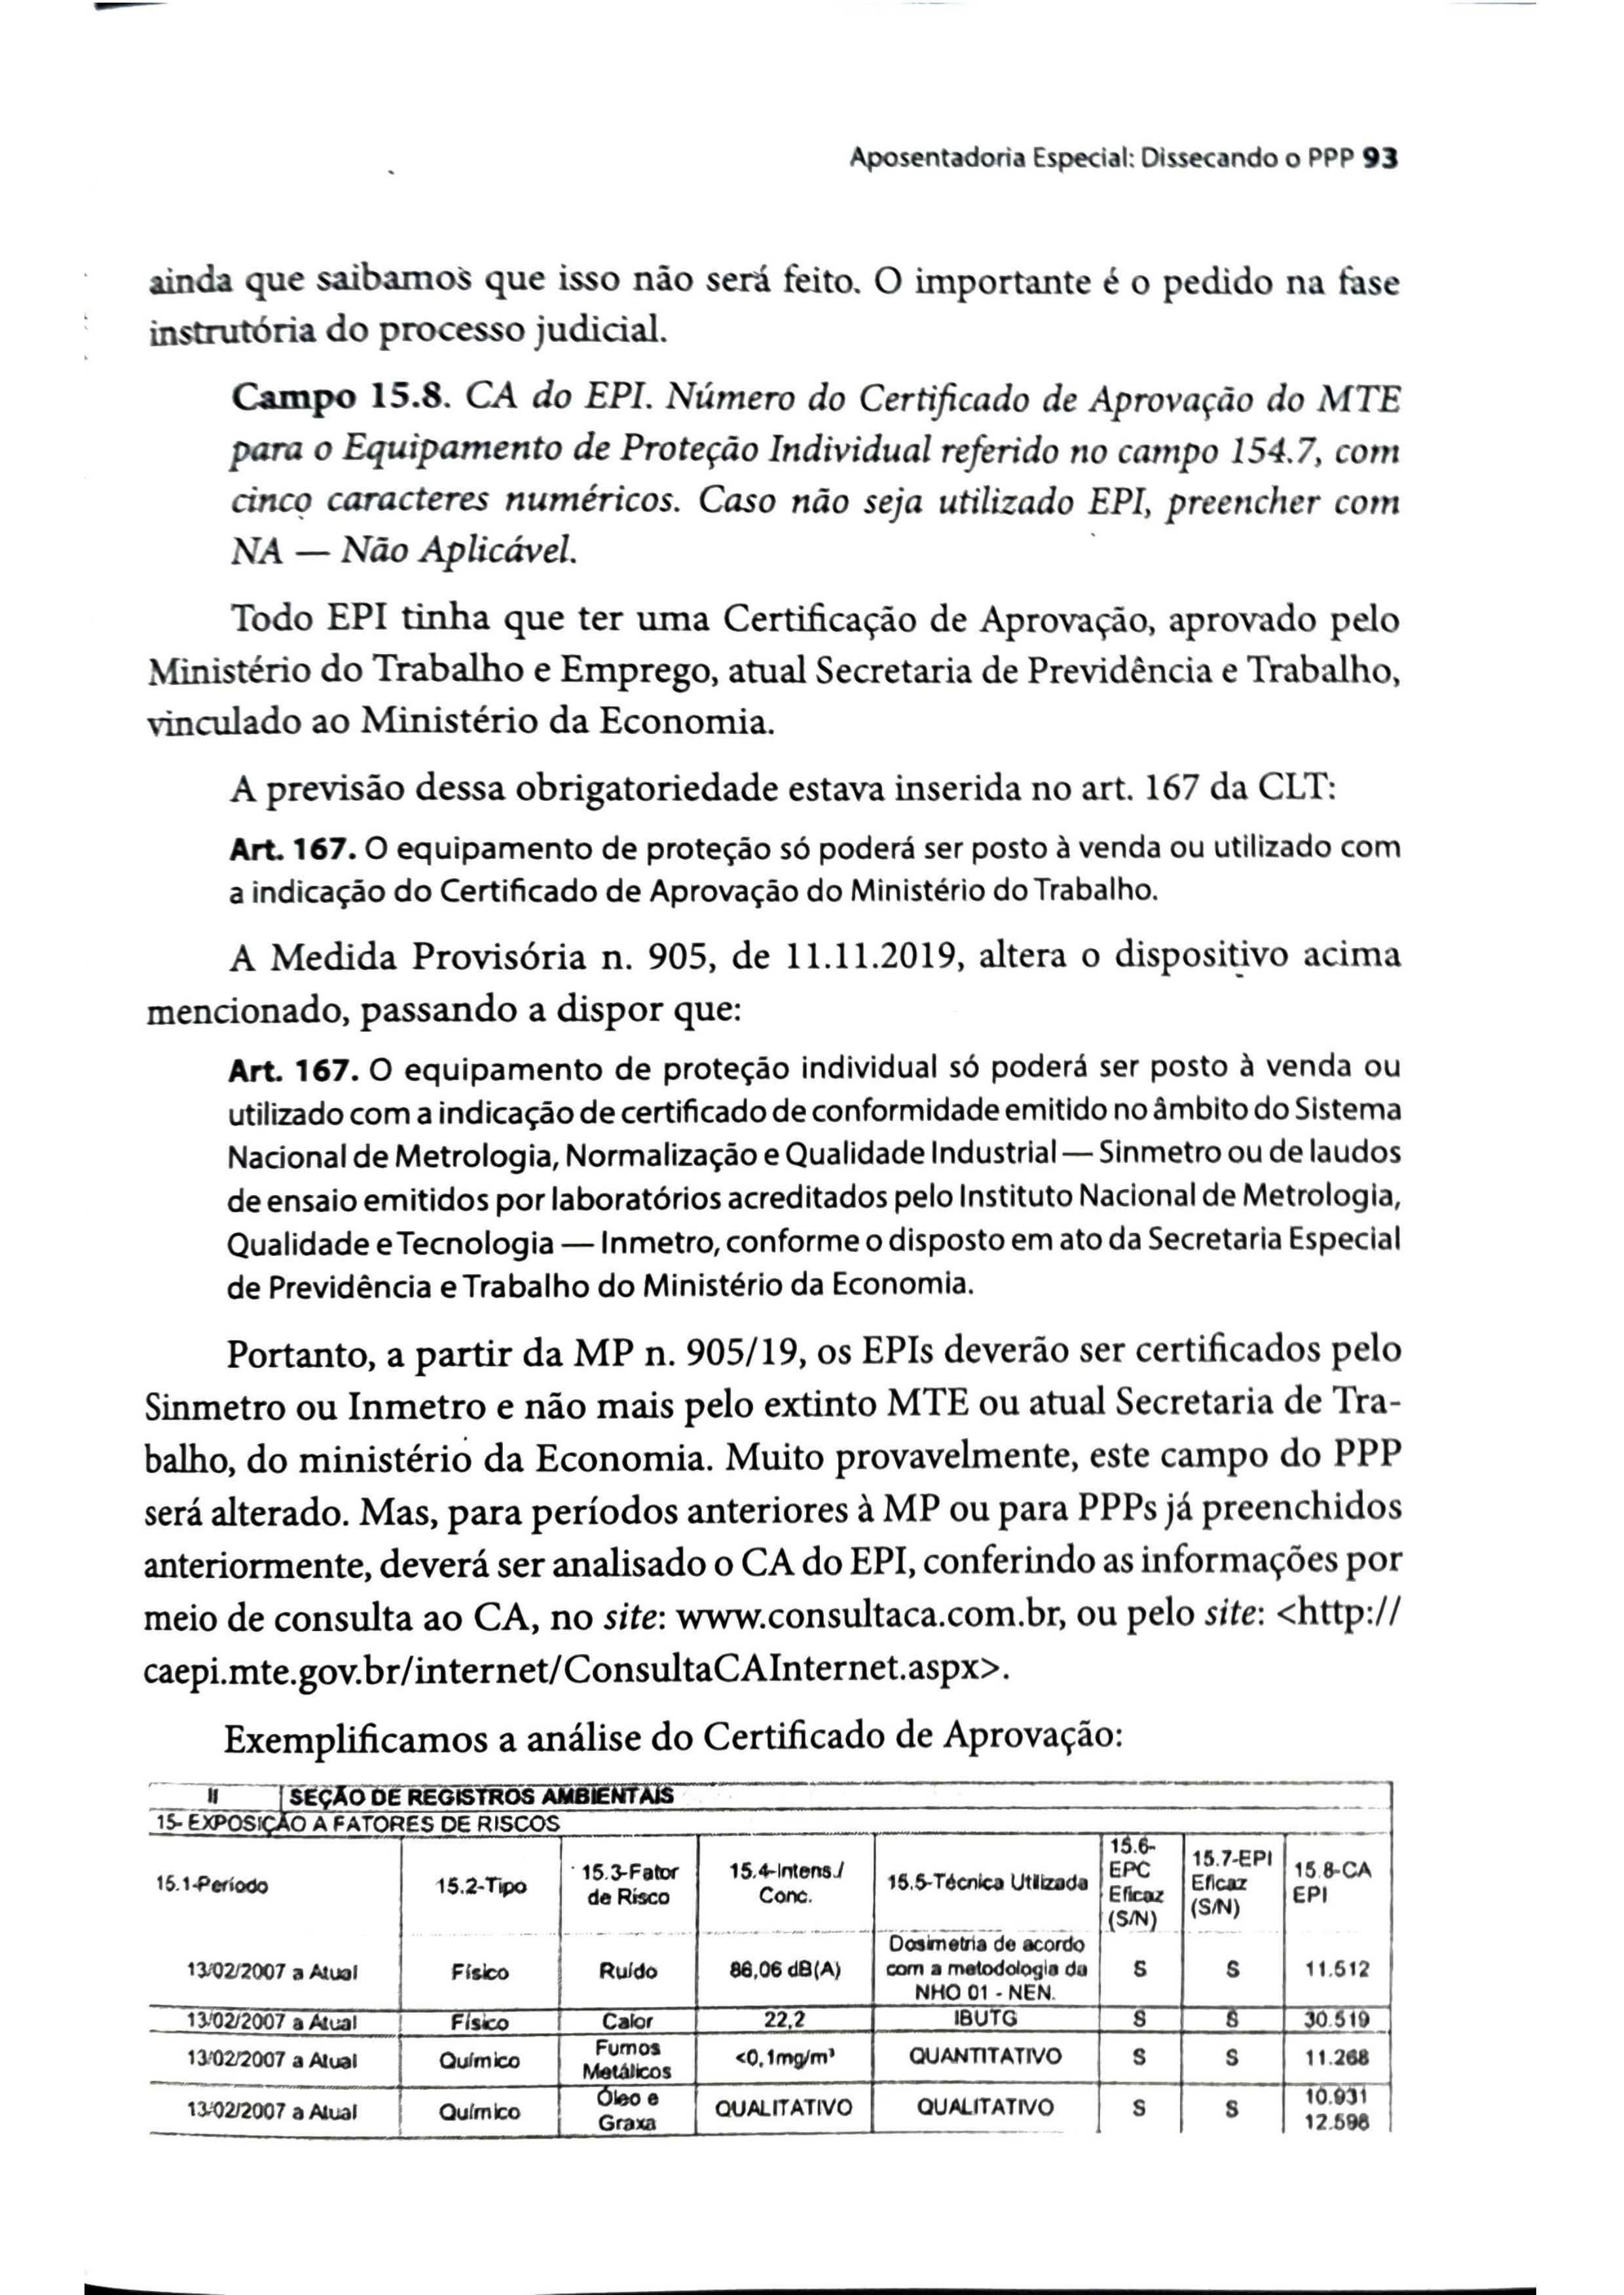 Aposentadoria Especial: Dissecando o PPP 93
ainda que saibamos que isso não será feito. O importante é o pedido na fase
instrutória do processo judicial.
Campo 15.8. CA do EPI. Número do Certificado de Aprovação do MTE
para o Equipamento de Proteção Individual referido no campo 154.7, com
cinco caracteres numéricos. Caso não seja utilizado EPI, preencher com
NA — Não Aplicável.
Todo EPI tinha que ter uma Certificação de Aprovação, aprovado pelo
Ministério do Trabalho e Emprego, atual Secretaria de Previdência e Trabalho,
vinculado ao Ministério da Economia.
A previsão dessa obrigatoriedade estava inserida no art. 167 da CLT:
Art. 167. O equipamento de proteção só poderá ser posto à venda ou utilizado com
a indicação do Certificado de Aprovação do Ministério do Trabalho.
A Medida Provisória n. 905, de 11.11.2019, altera o dispositivo acima
mencionado, passando a dispor que:
Art. 167. O equipamento de proteção individual só poderá ser posto à venda ou
utilizado com a indicação de certificado de conformidade emitido no âmbito do Sistema
Nacional de Metrologia, Normalização e Qualidade Industrial — Sinmetro ou de laudos
de ensaio emitidos por laboratórios acreditados pelo Instituto Nacional de Metrologia,
Qualidade e Tecnologia — Inmetro, conforme o disposto em ato da Secretaria Especial
de Previdência e Trabalho do Ministério da Economia.
Portanto, a partir da MP n. 905/19, os EPIs deverão ser certificados pelo
Sinmetro ou Inmetro e não mais pelo extinto MTE ou atual Secretaria de Tra-
balho, do ministério da Economia. Muito provavelmente, este campo do PPP
será alterado. Mas, para períodos anteriores à MP ou para PPPs já preenchidos
anteriormente, deverá ser analisado o CA do EPI, conferindo as informações por
meio de consulta ao CA, no site: www.consultaca.com.br, ou pelo site: <http://
caepi.mte.gov.br/internet/ConsultaCAInternet.aspx>.
Exemplificamos a análise do Certificado de Aprovação:
II SEÇÃO DE REGISTROS AMBIENTAIS
15- EXPOSIÇÃO A FATORES DE RISCOS
15.1-Período 15.2-Tipo 15.3-Fator de Risco 15.4-Intens./ Conc. 15.5-Técnica Utilizada 15.6- EPC Eficaz (S/N) 15.7-EPI Eficaz (S/N) 15.8-CA EPI
13/02/2007 a Atual Físico Ruído 86,06 dB(A) Dosimetria de acordo com a metodologia da NHO 01 - NEN. S S 11.512
13/02/2007 a Atual Físico Calor 22,2 IBUTG S S 30.519
13/02/2007 a Atual Químico Fumos Metálicos <0,1mg/m³ QUANTITATIVO S S 11.268
13/02/2007 a Atual Químico Óleo e Graxa QUALITATIVO QUALITATIVO S S 10.931 12.598